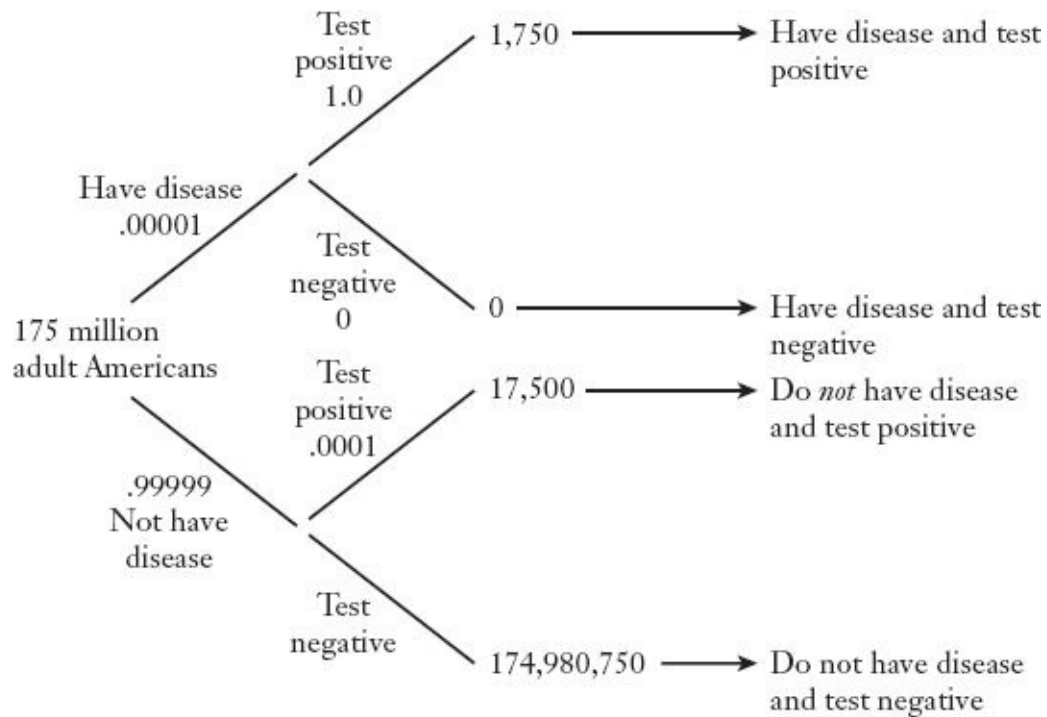 Test
positive
1.0
1,750
Have disease and test
positive
Have disease
.00001
Test
negative
0
0
Have disease and test
negative
175 million
adult Americans
Test
positive
.0001
17,500
Do not have disease
and test positive
.99999
Not have
disease
Test
negative
174,980,750
Do not have disease
and test negative